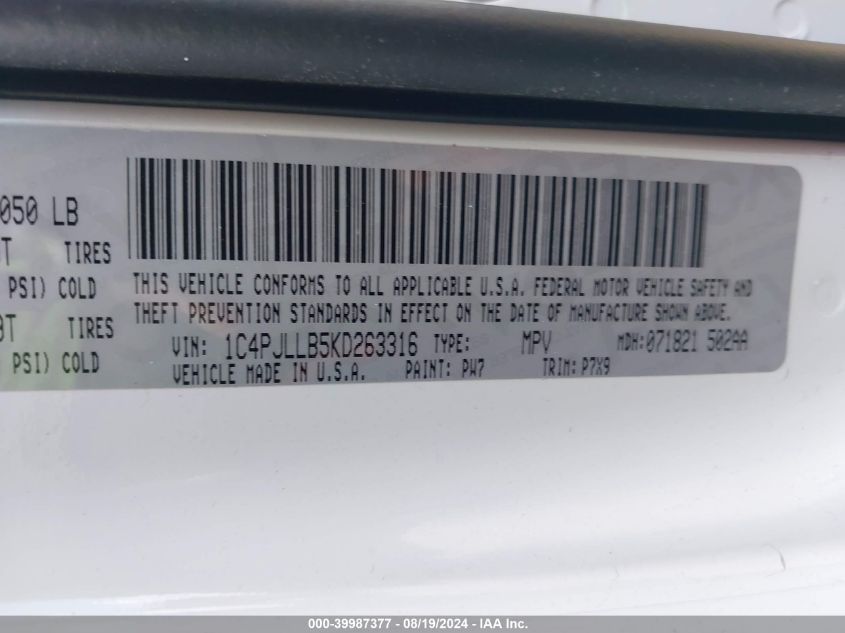 050 LB
TIRES
PSI) COLD
TIRES
PSI) COLD
THIS VEHICLE CONFORMS TO ALL APPLICABLE U.S.A. FEDERAL MOTOR VEHICLE SAFETY AND
THEFT PREVENTION STANDARDS IN EFFECT ON THE DATE OF MANUFACTURE SHOWN ABOVE.
VIN: 1C4PJLLB5KD263316 TYPE: MPV MDH:071821 502AA
VEHICLE MADE IN U.S.A. PAINT: PW7 TRIM: P7X9
000-39987377 - 08/19/2024 - IAA Inc.